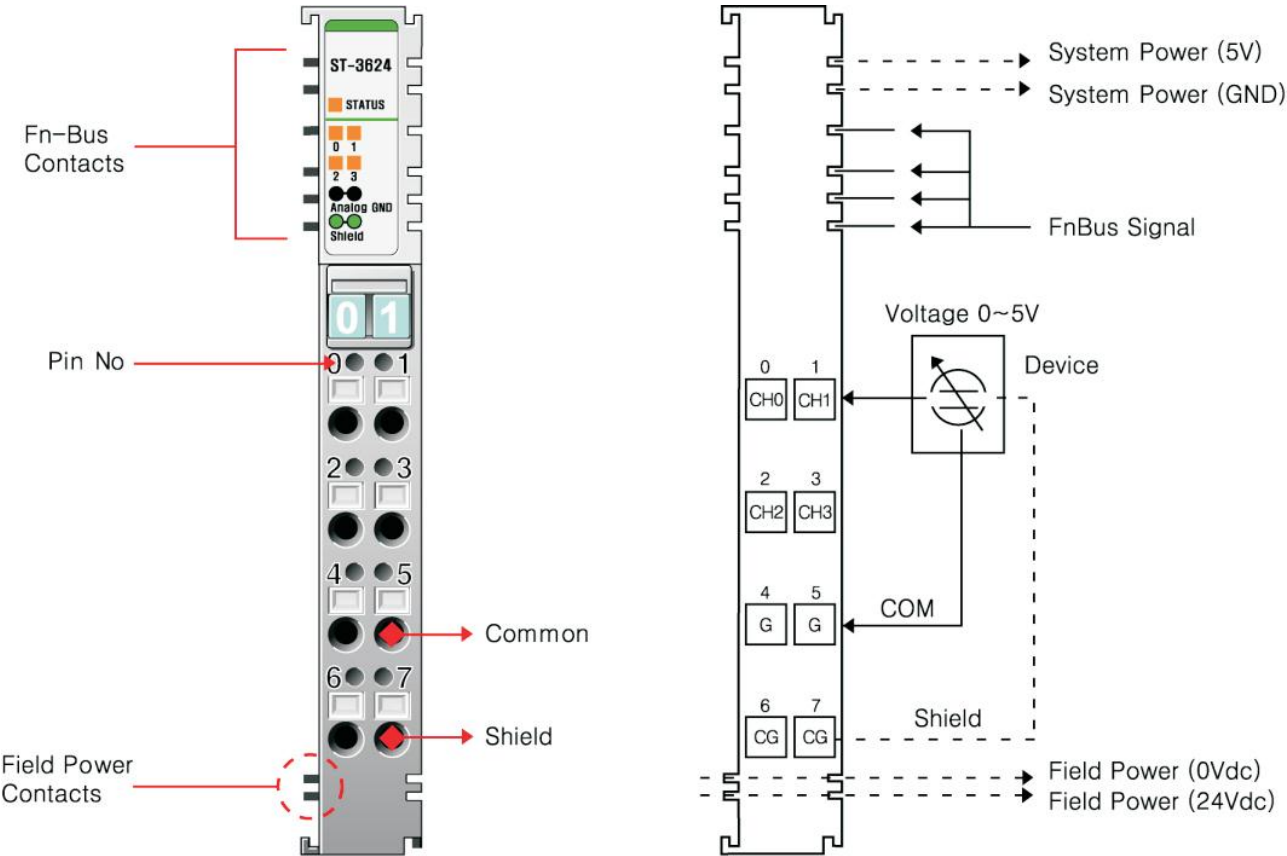 ST-3624
STATUS
0 1
2 3
Analog GND
Shield
Fn-Bus
Contacts
0 1
Pin No
0 1
2 3
4 5
Common
6 7
Shield
Field Power
Contacts
System Power (5V)
System Power (GND)
FnBus Signal
Voltage 0~5V
Device
0 1
CH0 CH1
2 3
CH2 CH3
4 5
G G
COM
6 7
CG CG
Shield
Field Power (0Vdc)
Field Power (24Vdc)